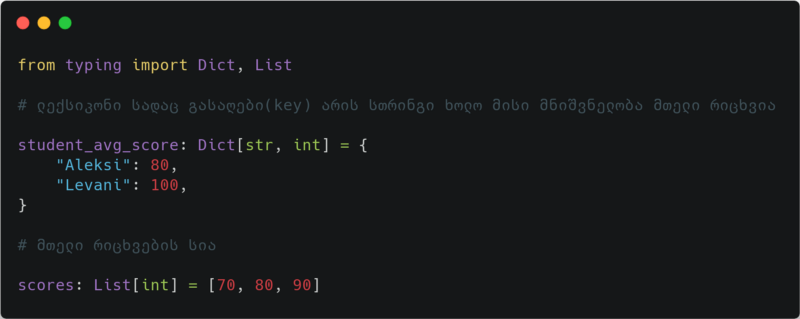 from typing import Dict, List
# ლექსიკონი სადაც გასაღები(key) არის სტრინგი ხოლო მისი მნიშვნელობა მთელი რიცხვია
student_avg_score: Dict[str, int] = {
    "Aleksi": 80,
    "Levani": 100,
}
# მთელი რიცხვების სია
scores: List[int] = [70, 80, 90]